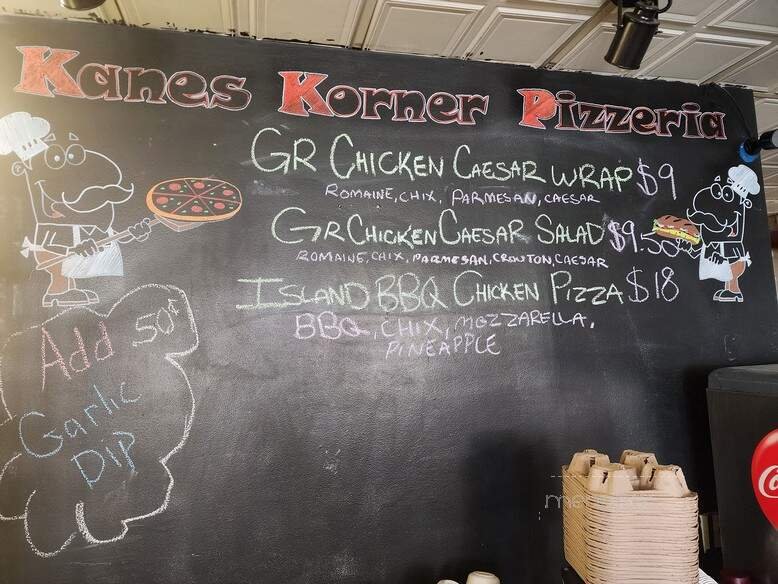 Kanes Korner Pizzeria
GR CHICKEN CAESAR WRAP $9
ROMAINE, CHIX, PARMESAN, CAESAR
GR CHICKEN CAESAR SALAD $9.50
ROMAINE, CHIX, PARMESAN, CROUTON, CAESAR
ISLAND BBQ CHICKEN PIZZA $18
BBQ, CHIX, MOZZARELLA,
PINEAPPLE
Add 50¢
Garlic
DIP